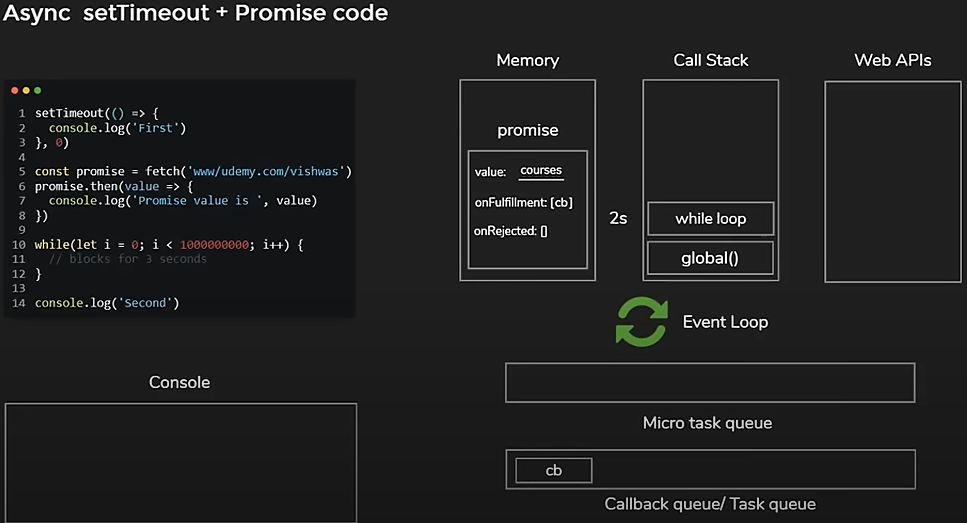 Async setTimeout + Promise code
1 setTimeout(() => {
2   console.log('First')
3 }, 0)
4
5 const promise = fetch('www/udemy.com/vishwas')
6 promise.then(value => {
7   console.log('Promise value is ', value)
8 })
9
10 while(let i = 0; i < 1000000000; i++) {
11   // blocks for 3 seconds
12 }
13
14 console.log('Second')
Memory
promise
value: courses
onFulfillment: [cb]
onRejected: []
2s
Call Stack
while loop
global()
Web APIs
Event Loop
Micro task queue
cb
Callback queue/ Task queue
Console